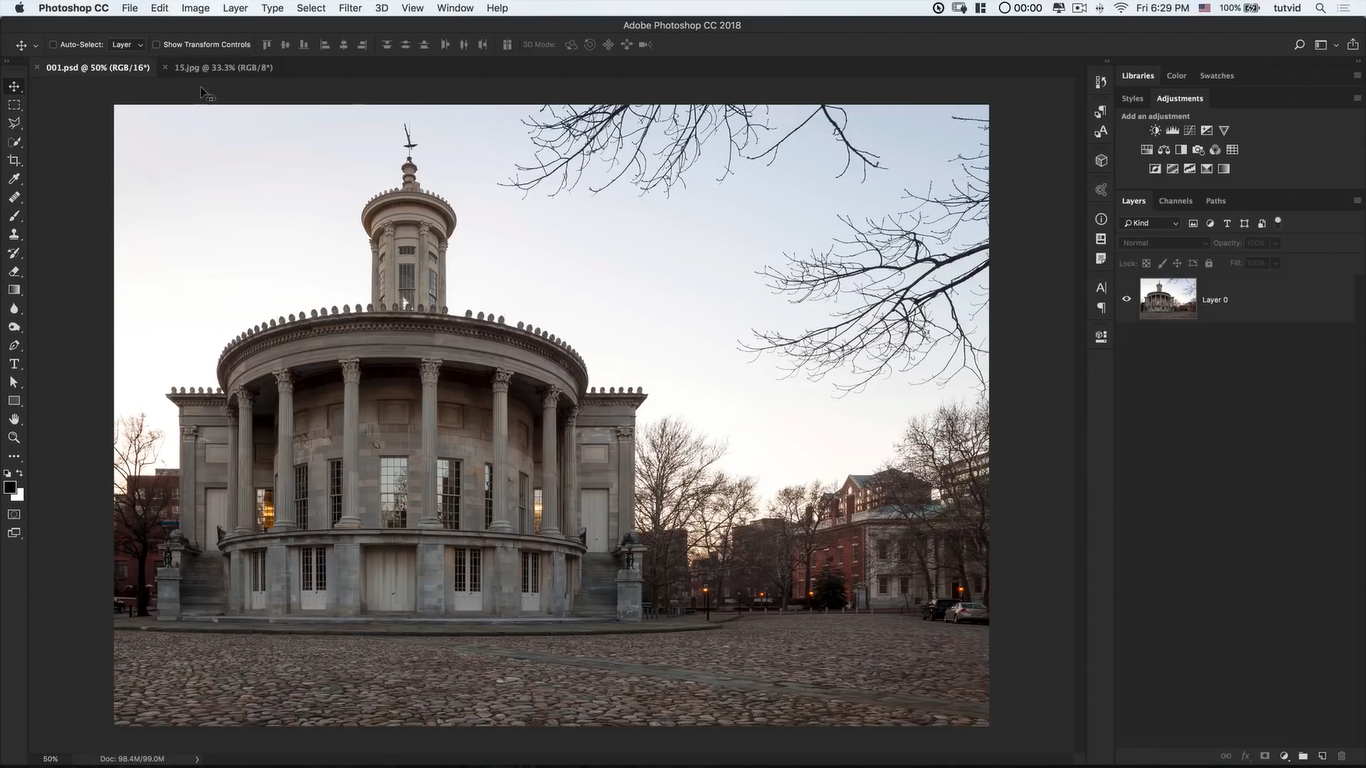 Photoshop CC File Edit Image Layer Type Select Filter 3D View Window Help 00:00 Fri 6:29 PM 100% tutvid
Adobe Photoshop CC 2018
Auto-Select: Layer Show Transform Controls 3D Mode:
001.psd @ 50% (RGB/16*) 15.jpg @ 33.3% (RGB/8*)
Libraries Color Swatches
Styles Adjustments
Add an adjustment
Layers Channels Paths
Kind
Normal Opacity: 100%
Lock: Fill: 100%
Layer 0
50% Doc: 98.4M/99.0M